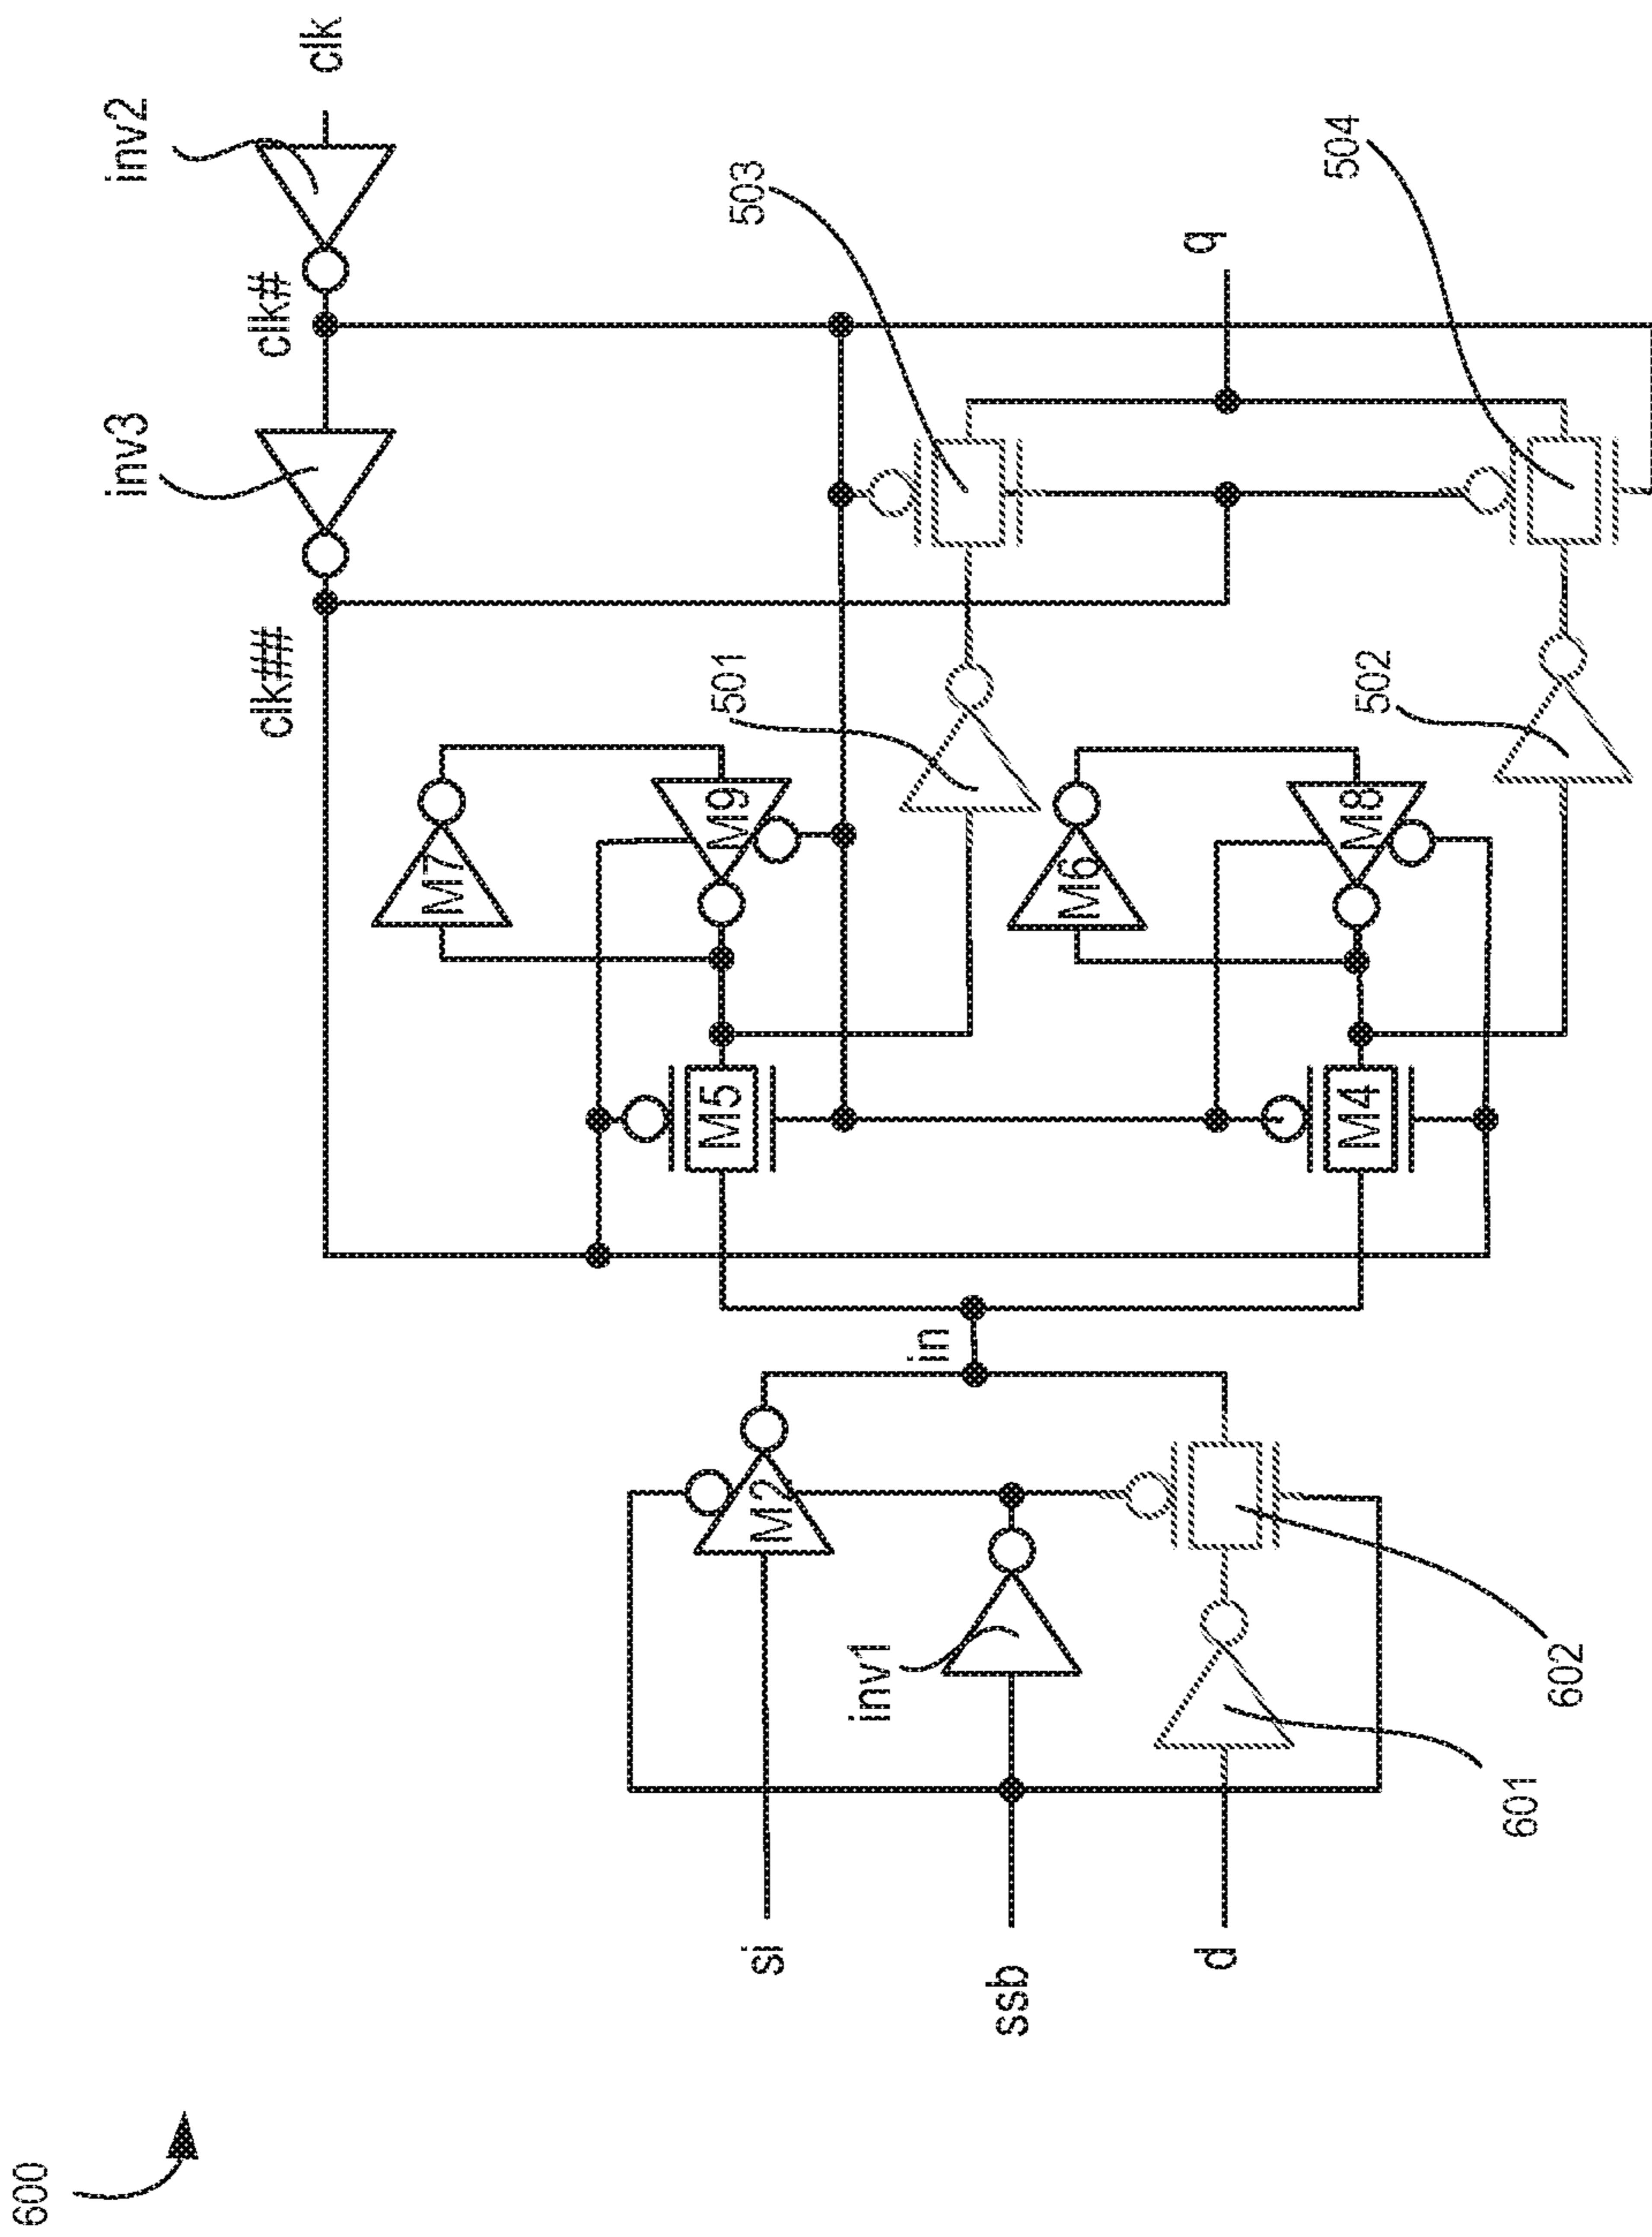 600
clk
inv2
clk#
inv3
clk##
503
504
q
501
502
M7
M9
M6
M8
M5
M4
in
M2
inv1
602
601
si
ssb
d